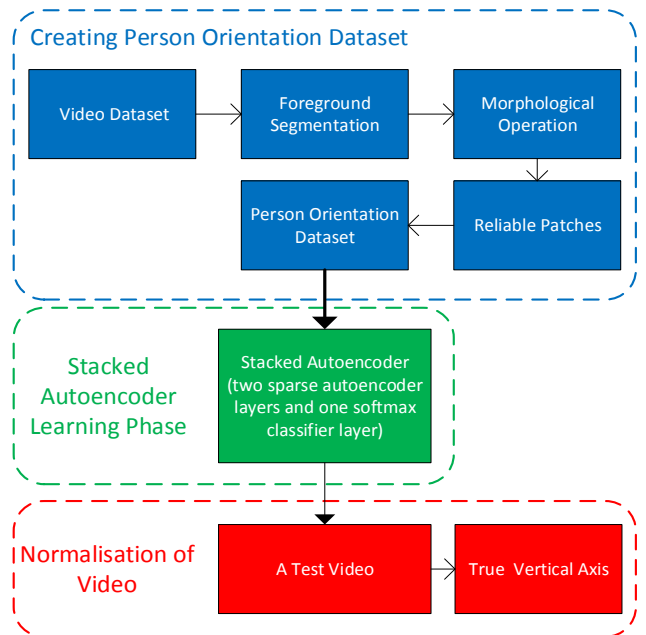 Creating Person Orientation Dataset
Video Dataset
Foreground
Segmentation
Morphological
Operation
Person Orientation
Dataset
Reliable Patches
Stacked
Autoencoder
Learning Phase
Stacked Autoencoder
(two sparse autoencoder
layers and one softmax
classifier layer)
Normalisation of
Video
A Test Video
True Vertical Axis